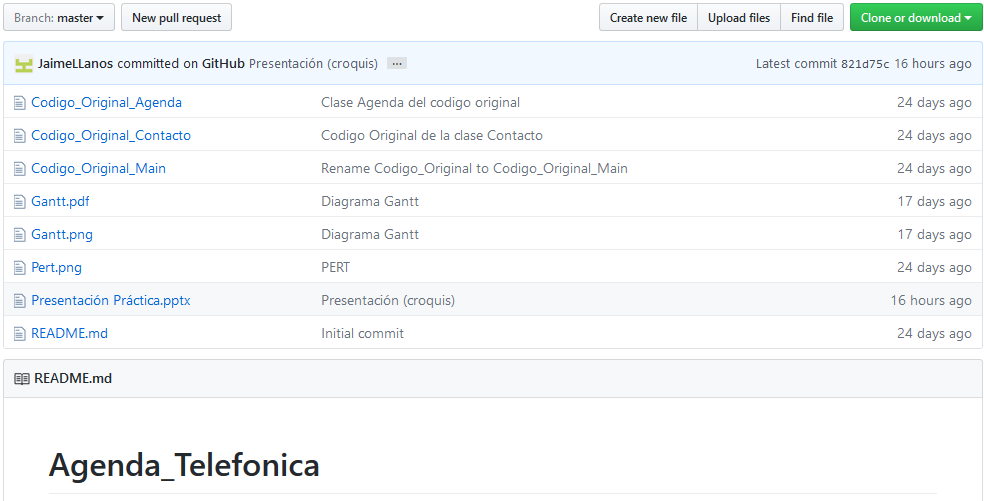 Branch: master New pull request Create new file Upload files Find file Clone or download
JaimeLLanos committed on GitHub Presentación (croquis) ... Latest commit 821d75c 16 hours ago
Codigo_Original_Agenda Clase Agenda del codigo original 24 days ago
Codigo_Original_Contacto Codigo Original de la clase Contacto 24 days ago
Codigo_Original_Main Rename Codigo_Original to Codigo_Original_Main 24 days ago
Gantt.pdf Diagrama Gantt 17 days ago
Gantt.png Diagrama Gantt 17 days ago
Pert.png PERT 24 days ago
Presentación Práctica.pptx Presentación (croquis) 16 hours ago
README.md Initial commit 24 days ago
README.md
Agenda_Telefonica